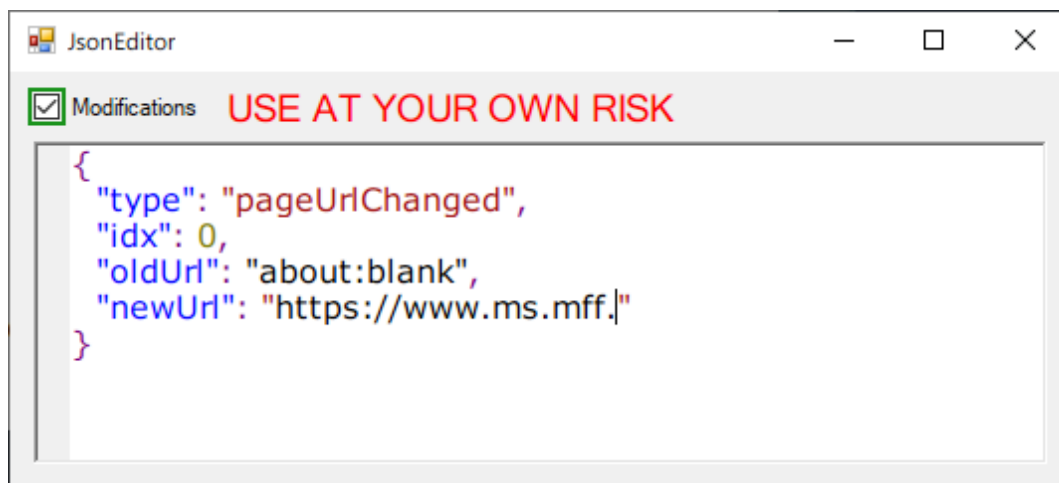 JsonEditor
Modifications USE AT YOUR OWN RISK
{
"type": "pageUrlChanged",
"idx": 0,
"oldUrl": "about:blank",
"newUrl": "https://www.ms.mff."
}